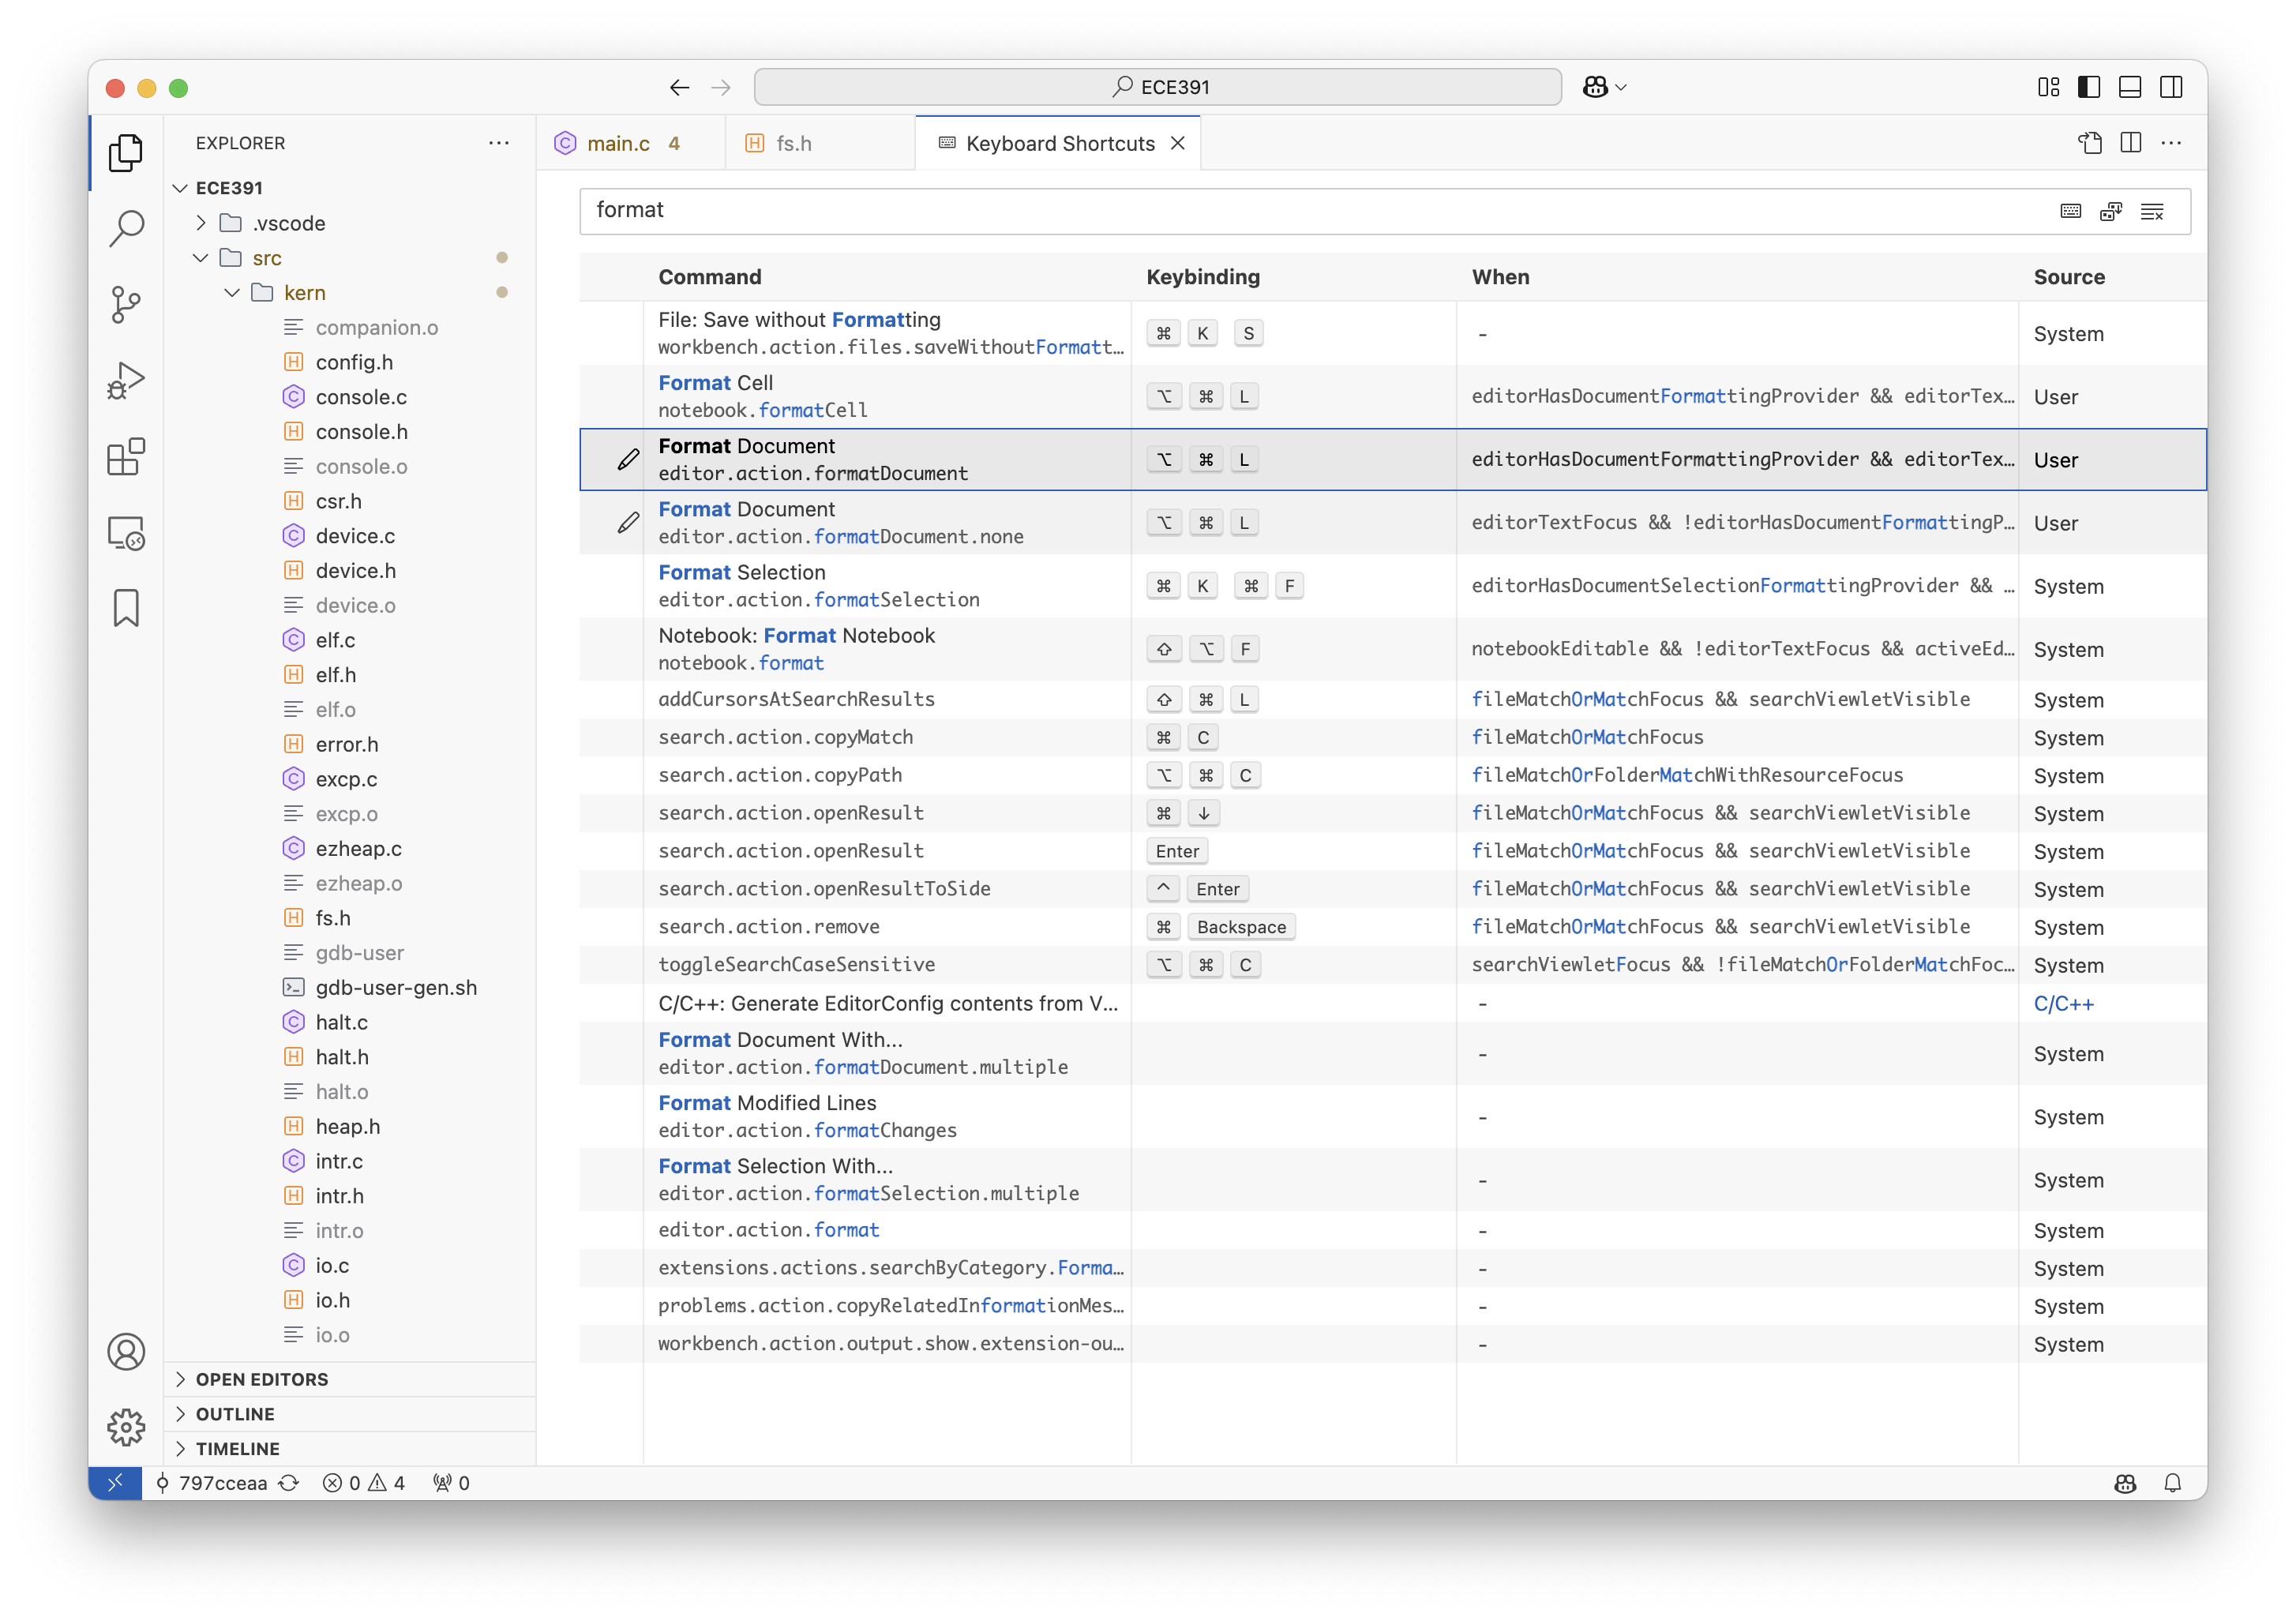 ECE391
EXPLORER
main.c 4
fs.h
Keyboard Shortcuts
ECE391
.vscode
src
kern
companion.o
config.h
console.c
console.h
console.o
csr.h
device.c
device.h
device.o
elf.c
elf.h
elf.o
error.h
excp.c
excp.o
ezheap.c
ezheap.o
fs.h
gdb-user
gdb-user-gen.sh
halt.c
halt.h
halt.o
heap.h
intr.c
intr.h
intr.o
io.c
io.h
io.o
OPEN EDITORS
OUTLINE
TIMELINE
format
Command Keybinding When Source
File: Save without Formatting
workbench.action.files.saveWithoutFormatt… ⌘ K S - System
Format Cell
notebook.formatCell ⌥ ⌘ L editorHasDocumentFormattingProvider && editorTex… User
Format Document
editor.action.formatDocument ⌥ ⌘ L editorHasDocumentFormattingProvider && editorTex… User
Format Document
editor.action.formatDocument.none ⌥ ⌘ L editorTextFocus && !editorHasDocumentFormattingP… User
Format Selection
editor.action.formatSelection ⌘ K ⌘ F editorHasDocumentSelectionFormattingProvider && … System
Notebook: Format Notebook
notebook.format ⇧ ⌥ F notebookEditable && !editorTextFocus && activeEd… System
addCursorsAtSearchResults ⇧ ⌘ L fileMatchOrMatchFocus && searchViewletVisible System
search.action.copyMatch ⌘ C fileMatchOrMatchFocus System
search.action.copyPath ⌥ ⌘ C fileMatchOrFolderMatchWithResourceFocus System
search.action.openResult ⌘ ↓ fileMatchOrMatchFocus && searchViewletVisible System
search.action.openResult Enter fileMatchOrMatchFocus && searchViewletVisible System
search.action.openResultToSide ⌃ Enter fileMatchOrMatchFocus && searchViewletVisible System
search.action.remove ⌘ Backspace fileMatchOrMatchFocus && searchViewletVisible System
toggleSearchCaseSensitive ⌥ ⌘ C searchViewletFocus && !fileMatchOrFolderMatchFoc… System
C/C++: Generate EditorConfig contents from V… - C/C++
Format Document With...
editor.action.formatDocument.multiple - System
Format Modified Lines
editor.action.formatChanges - System
Format Selection With...
editor.action.formatSelection.multiple - System
editor.action.format - System
extensions.actions.searchByCategory.Forma… - System
problems.action.copyRelatedInformationMes… - System
workbench.action.output.show.extension-ou… - System
797cceaa 0 4 0